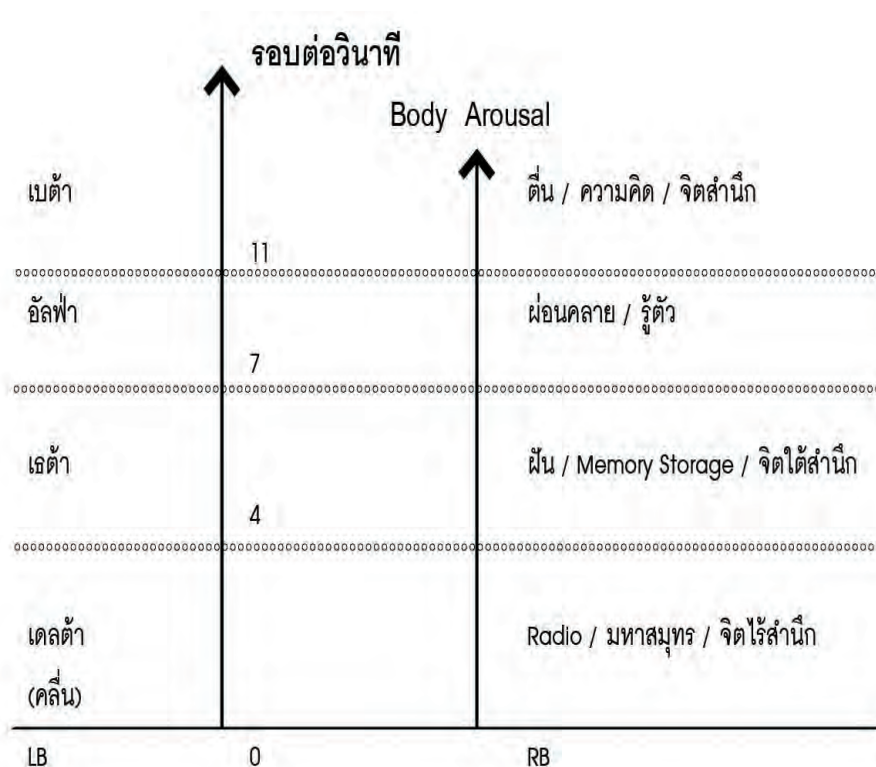 รอบต่อวินาที
Body Arousal
เบต้า ตื่น / ความคิด / จิตสำนึก
11
อัลฟ่า ผ่อนคลาย / รู้ตัว
7
เธต้า ฝัน / Memory Storage / จิตใต้สำนึก
4
เดลต้า Radio / มหาสมุทร / จิตไร้สำนึก
(คลื่น)
LB 0 RB